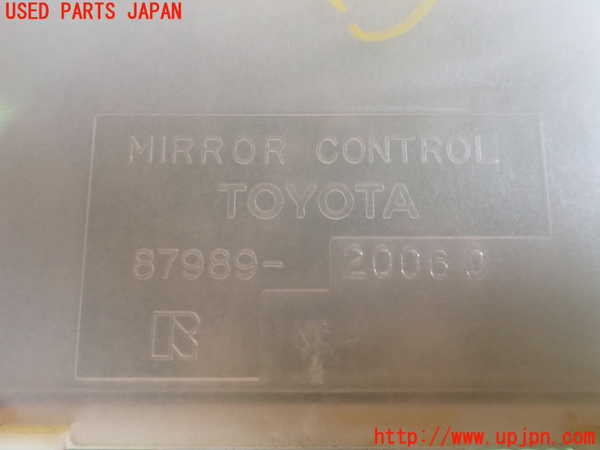 USED PARTS JAPAN
MIRROR CONTROL
TOYOTA
87989-20060
R
http://www.upjpn.com